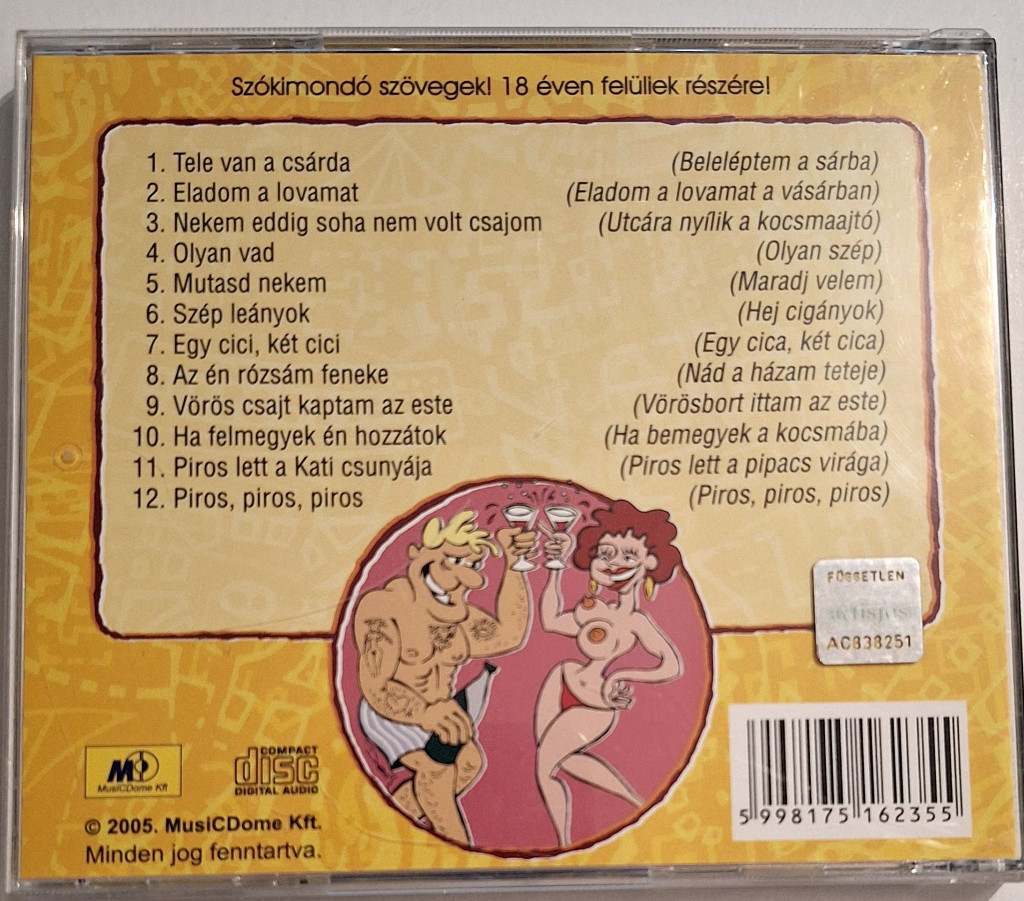 Szókimondó szövegek! 18 éven felüliek részére!
1. Tele van a csárda (Beleléptem a sárba)
2. Eladom a lovamat (Eladom a lovamat a vásárban)
3. Nekem eddig soha nem volt csajom (Utcára nyílik a kocsmaajtó)
4. Olyan vad (Olyan szép)
5. Mutasd nekem (Maradj velem)
6. Szép leányok (Hej cigányok)
7. Egy cici, két cici (Egy cica, két cica)
8. Az én rózsám feneke (Nád a házam teteje)
9. Vörös csajt kaptam az este (Vörösbort ittam az este)
10. Ha felmegyek én hozzátok (Ha bemegyek a kocsmába)
11. Piros lett a Kati csunyája (Piros lett a pipacs virága)
12. Piros, piros, piros (Piros, piros, piros)
FÜGGETLEN
artisjus
AC838251
MD
MusiCDome Kft
COMPACT
disc
DIGITAL AUDIO
© 2005. MusiCDome Kft.
Minden jog fenntartva.
5 998175 162355